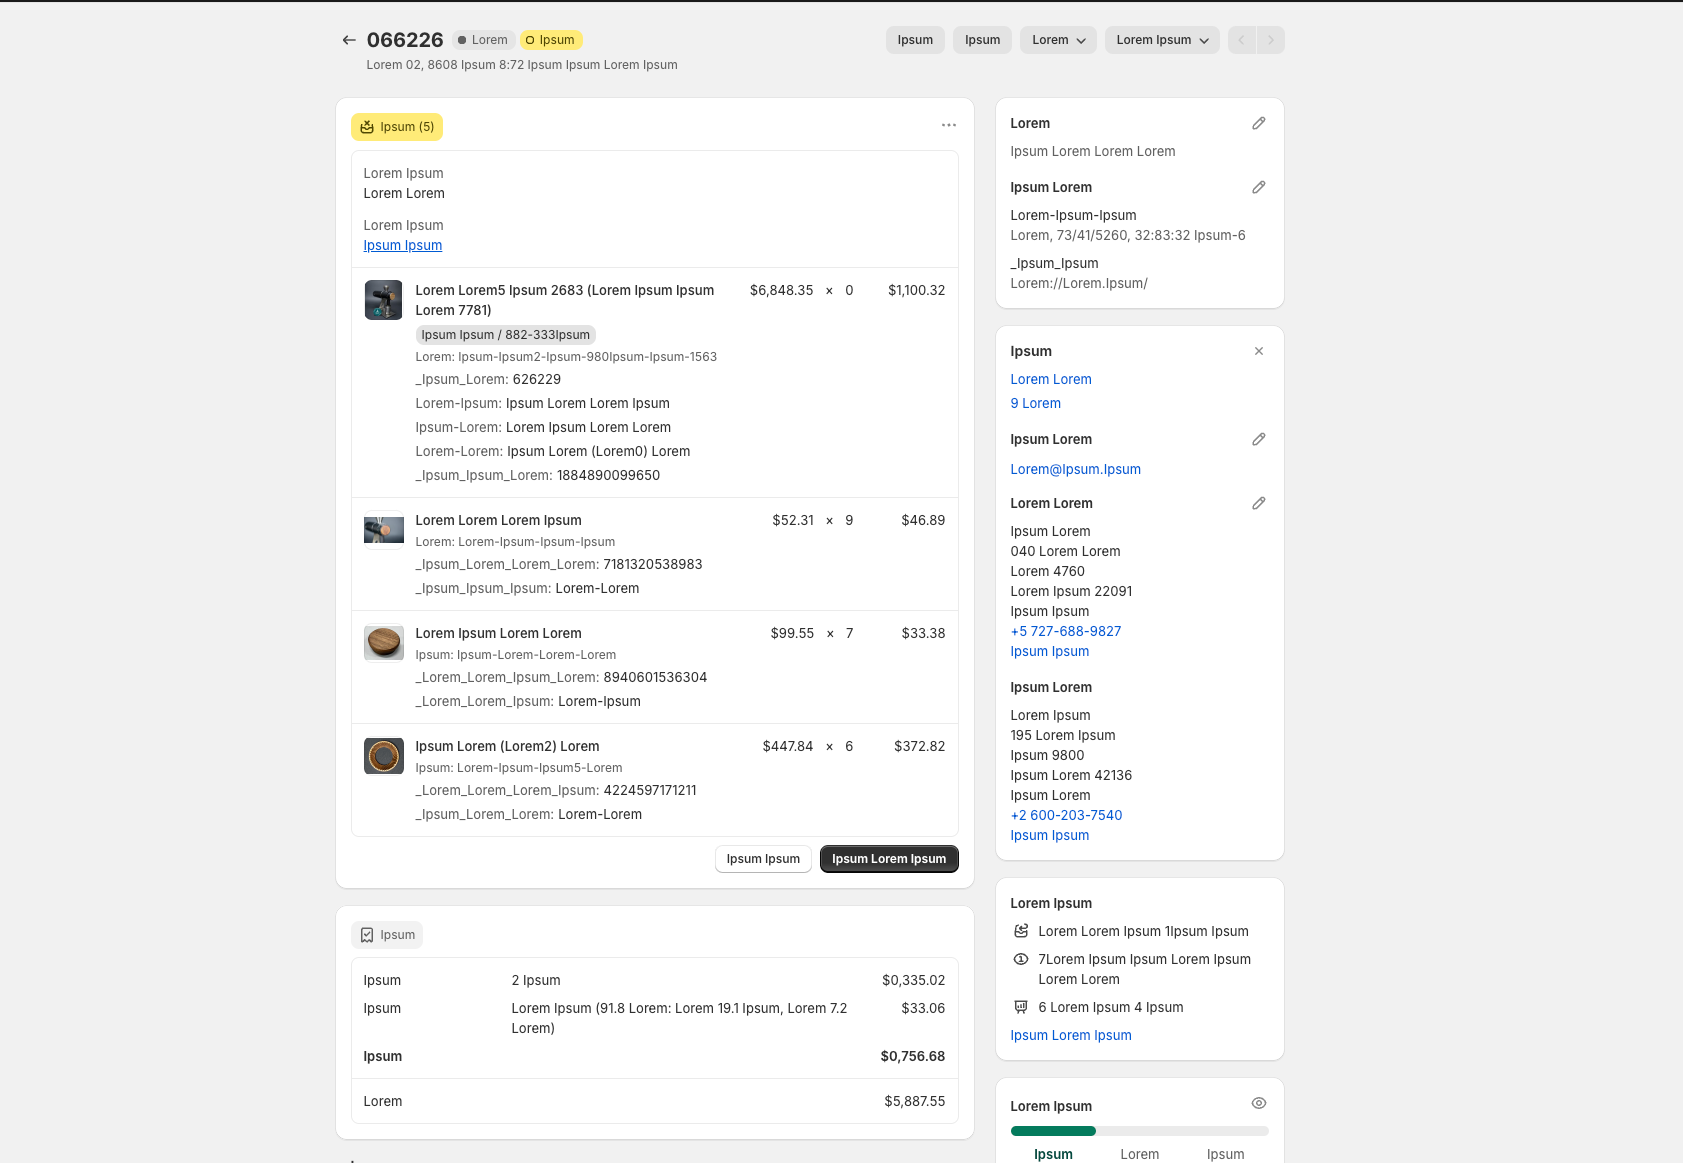 066226
Lorem
Ipsum
Ipsum
Ipsum
Lorem
Lorem Ipsum
Lorem 02, 8608 Ipsum 8:72 Ipsum Ipsum Lorem Ipsum
Ipsum (5)
Lorem Ipsum
Lorem Lorem
Lorem Ipsum
Ipsum Ipsum
Lorem Lorem5 Ipsum 2683 (Lorem Ipsum Ipsum
Lorem 7781)
$6,848.35 × 0 $1,100.32
Ipsum Ipsum / 882-333Ipsum
Lorem: Ipsum-Ipsum2-Ipsum-980Ipsum-Ipsum-1563
_Ipsum_Lorem: 626229
Lorem-Ipsum: Ipsum Lorem Lorem Ipsum
Ipsum-Lorem: Lorem Ipsum Lorem Lorem
Lorem-Lorem: Ipsum Lorem (Lorem0) Lorem
_Ipsum_Ipsum_Lorem: 1884890099650
Lorem Lorem Lorem Ipsum $52.31 × 9 $46.89
Lorem: Lorem-Ipsum-Ipsum-Ipsum
_Ipsum_Lorem_Lorem_Lorem: 7181320538983
_Ipsum_Ipsum_Ipsum: Lorem-Lorem
Lorem Ipsum Lorem Lorem $99.55 × 7 $33.38
Ipsum: Ipsum-Lorem-Lorem-Lorem
_Lorem_Lorem_Ipsum_Lorem: 8940601536304
_Lorem_Lorem_Ipsum: Lorem-Ipsum
Ipsum Lorem (Lorem2) Lorem $447.84 × 6 $372.82
Ipsum: Lorem-Ipsum-Ipsum5-Lorem
_Lorem_Lorem_Lorem_Ipsum: 4224597171211
_Ipsum_Lorem_Lorem: Lorem-Lorem
Ipsum Ipsum
Ipsum Lorem Ipsum
Ipsum
Ipsum 2 Ipsum $0,335.02
Ipsum Lorem Ipsum (91.8 Lorem: Lorem 19.1 Ipsum, Lorem 7.2 $33.06
Lorem)
Ipsum $0,756.68
Lorem $5,887.55
Lorem
Ipsum Lorem Lorem Lorem
Ipsum Lorem
Lorem-Ipsum-Ipsum
Lorem, 73/41/5260, 32:83:32 Ipsum-6
_Ipsum_Ipsum
Lorem://Lorem.Ipsum/
Ipsum
Lorem Lorem
9 Lorem
Ipsum Lorem
Lorem@Ipsum.Ipsum
Lorem Lorem
Ipsum Lorem
040 Lorem Lorem
Lorem 4760
Lorem Ipsum 22091
Ipsum Ipsum
+5 727-688-9827
Ipsum Ipsum
Ipsum Lorem
Lorem Ipsum
195 Lorem Ipsum
Ipsum 9800
Ipsum Lorem 42136
Ipsum Lorem
+2 600-203-7540
Ipsum Ipsum
Lorem Ipsum
Lorem Lorem Ipsum 1Ipsum Ipsum
7Lorem Ipsum Ipsum Lorem Ipsum
Lorem Lorem
6 Lorem Ipsum 4 Ipsum
Ipsum Lorem Ipsum
Lorem Ipsum
Ipsum Lorem Ipsum